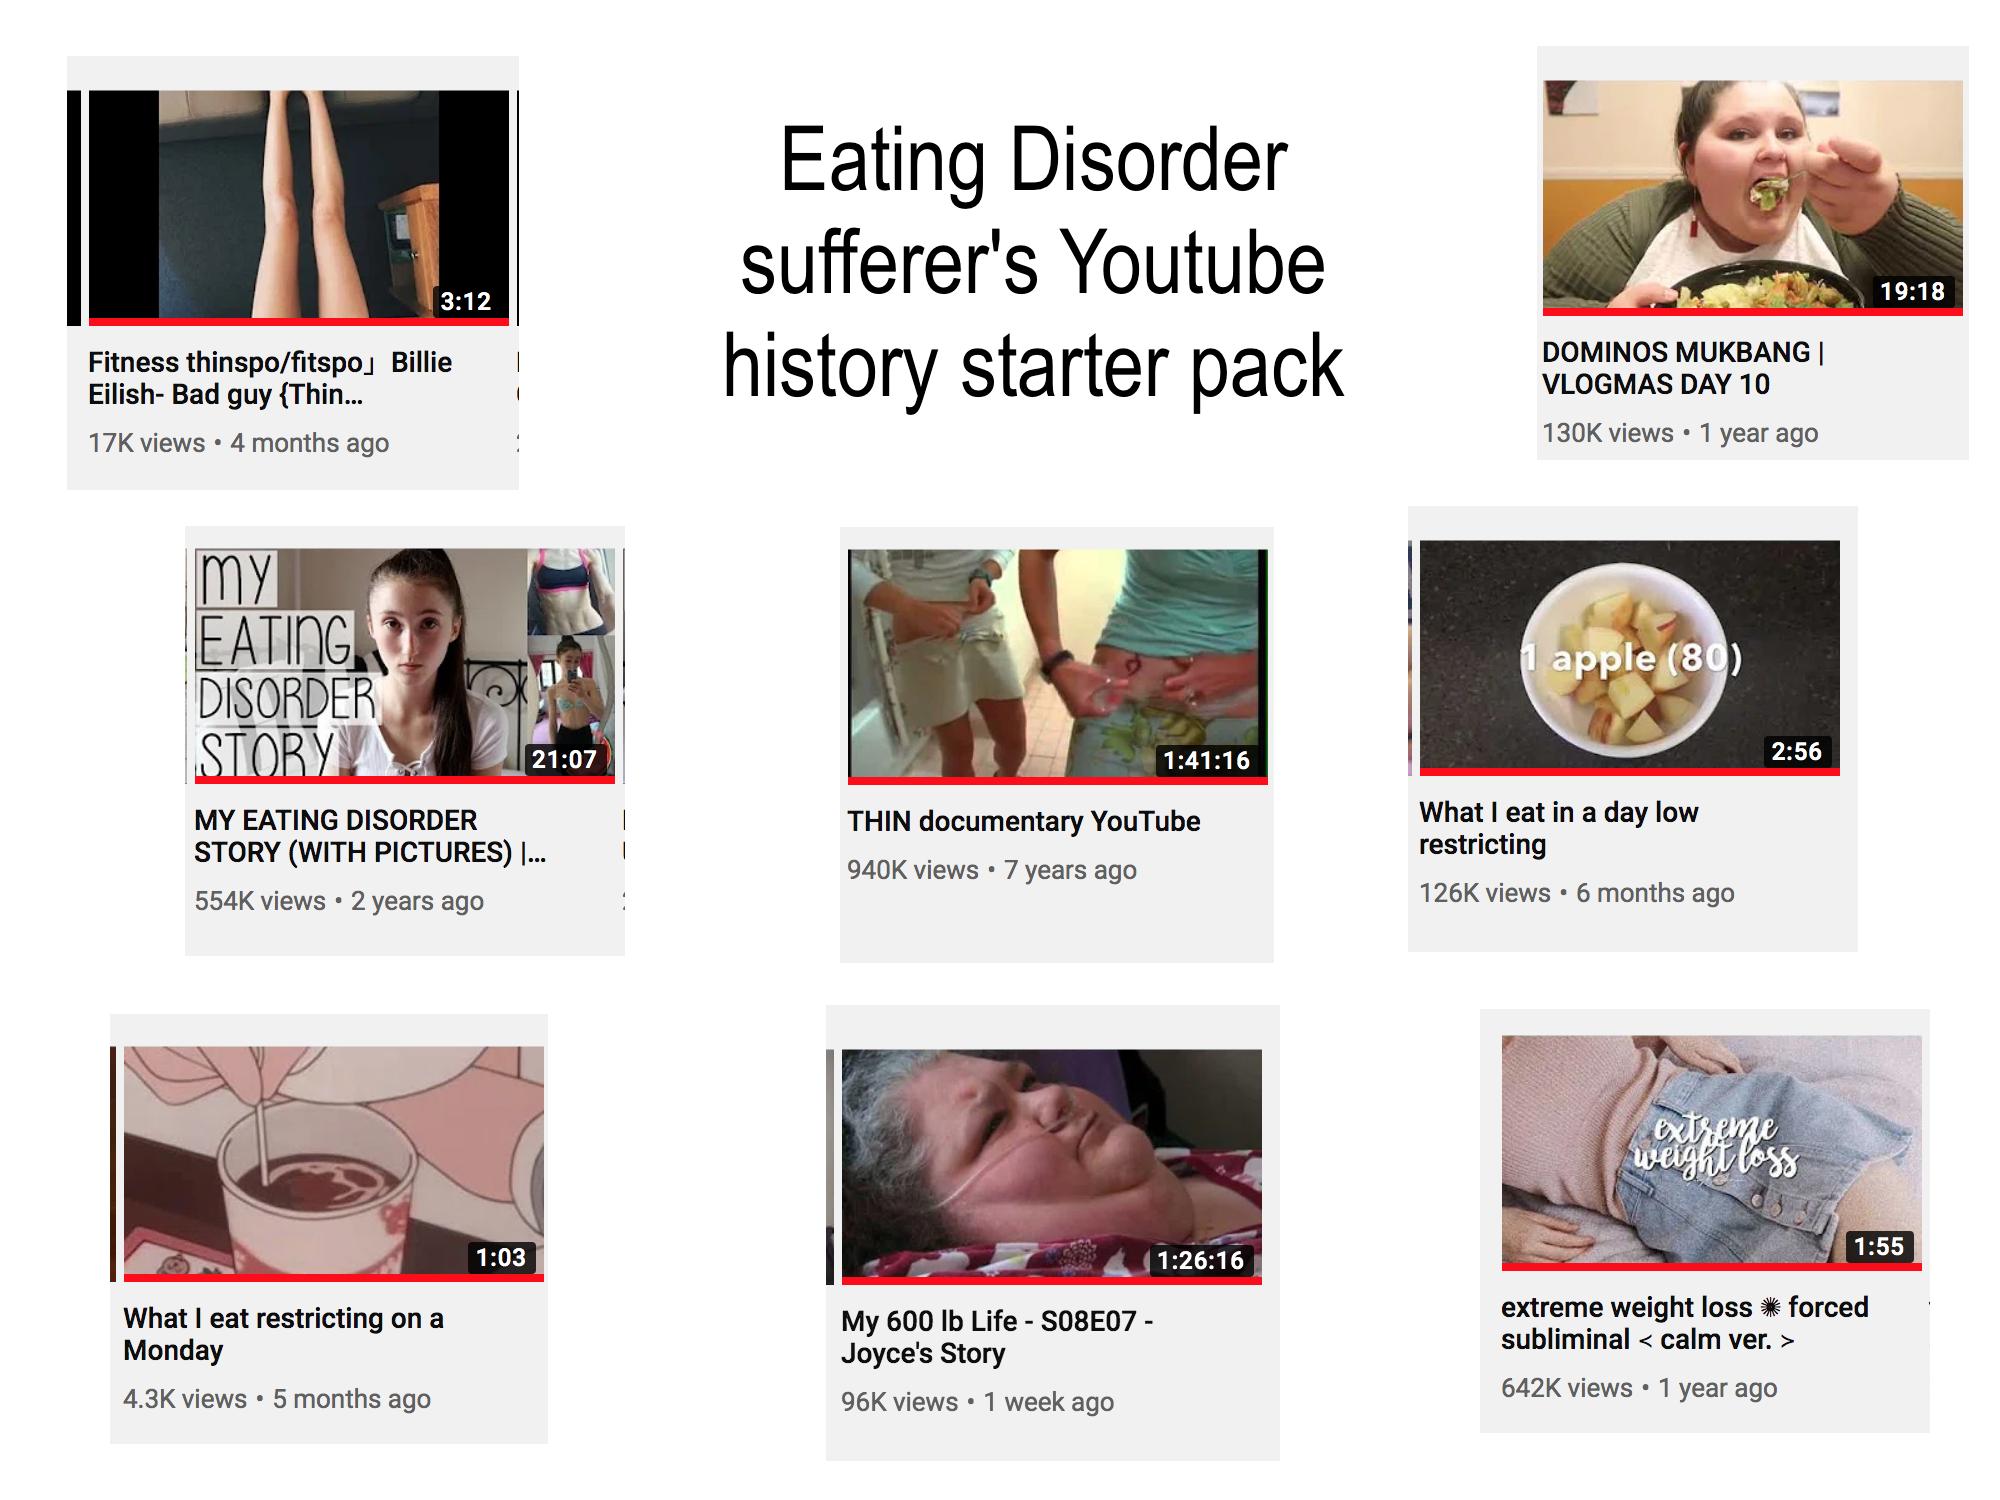 Eating Disorder
sufferer's Youtube
history starter pack
3:12
Fitness thinspo/fitspo」Billie
Eilish- Bad guy {Thin...
17K views • 4 months ago
19:18
DOMINOS MUKBANG |
VLOGMAS DAY 10
130K views • 1 year ago
MY
EATING
DISORDER
STORY
21:07
MY EATING DISORDER
STORY (WITH PICTURES) |...
554K views • 2 years ago
1:41:16
THIN documentary YouTube
940K views • 7 years ago
1 apple (80)
2:56
What I eat in a day low
restricting
126K views • 6 months ago
1:03
What I eat restricting on a
Monday
4.3K views • 5 months ago
1:26:16
My 600 lb Life - S08E07 -
Joyce's Story
96K views • 1 week ago
extreme
weight loss
1:55
extreme weight loss ✺ forced
subliminal < calm ver. >
642K views • 1 year ago